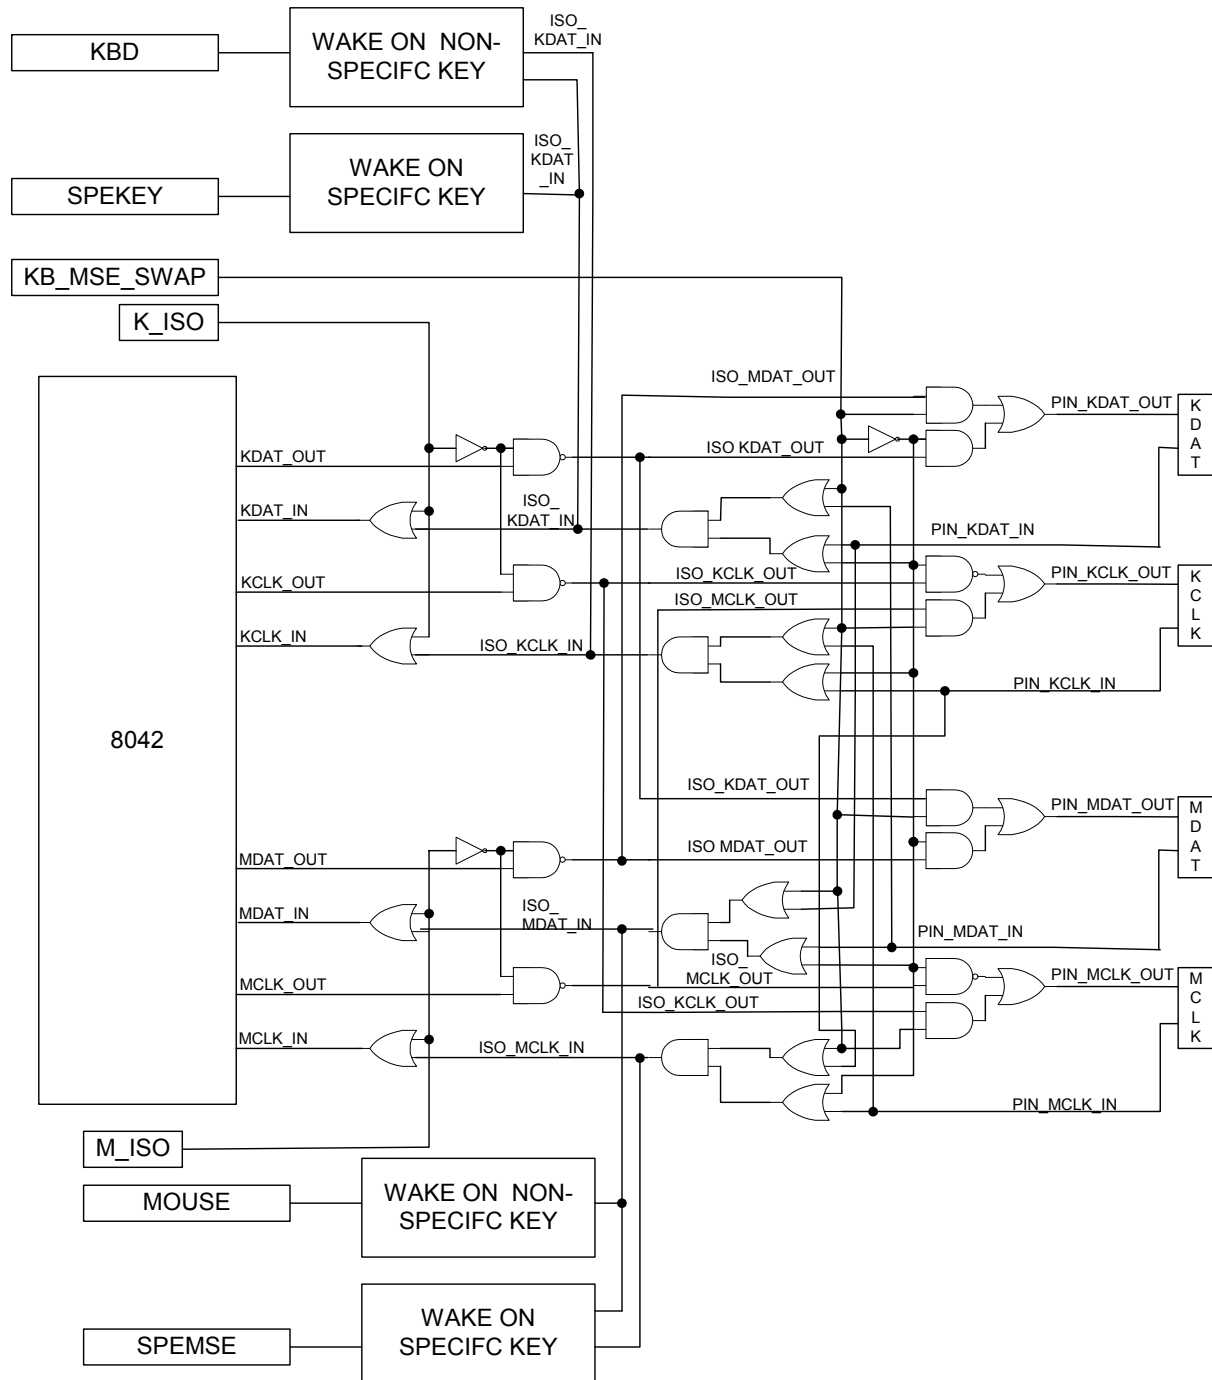 ISO_
KDAT_IN
KBD
WAKE ON NON-
SPECIFC KEY
ISO_
KDAT
_IN
SPEKEY
WAKE ON
SPECIFC KEY
KB_MSE_SWAP
K_ISO
ISO_MDAT_OUT
PIN_KDAT_OUT
K
D
A
T
KDAT_OUT
ISO KDAT_OUT
KDAT_IN
ISO_
KDAT_IN
PIN_KDAT_IN
KCLK_OUT
ISO_KCLK_OUT
PIN_KCLK_OUT
K
C
L
K
ISO_MCLK_OUT
KCLK_IN
ISO_KCLK_IN
PIN_KCLK_IN
8042
ISO_KDAT_OUT
PIN_MDAT_OUT
M
D
A
T
MDAT_OUT
ISO MDAT_OUT
MDAT_IN
ISO_
MDAT_IN
PIN_MDAT_IN
ISO_
MCLK_OUT
PIN_MCLK_OUT
M
C
L
K
MCLK_OUT
ISO_KCLK_OUT
MCLK_IN
ISO_MCLK_IN
PIN_MCLK_IN
M_ISO
MOUSE
WAKE ON NON-
SPECIFC KEY
SPEMSE
WAKE ON
SPECIFC KEY